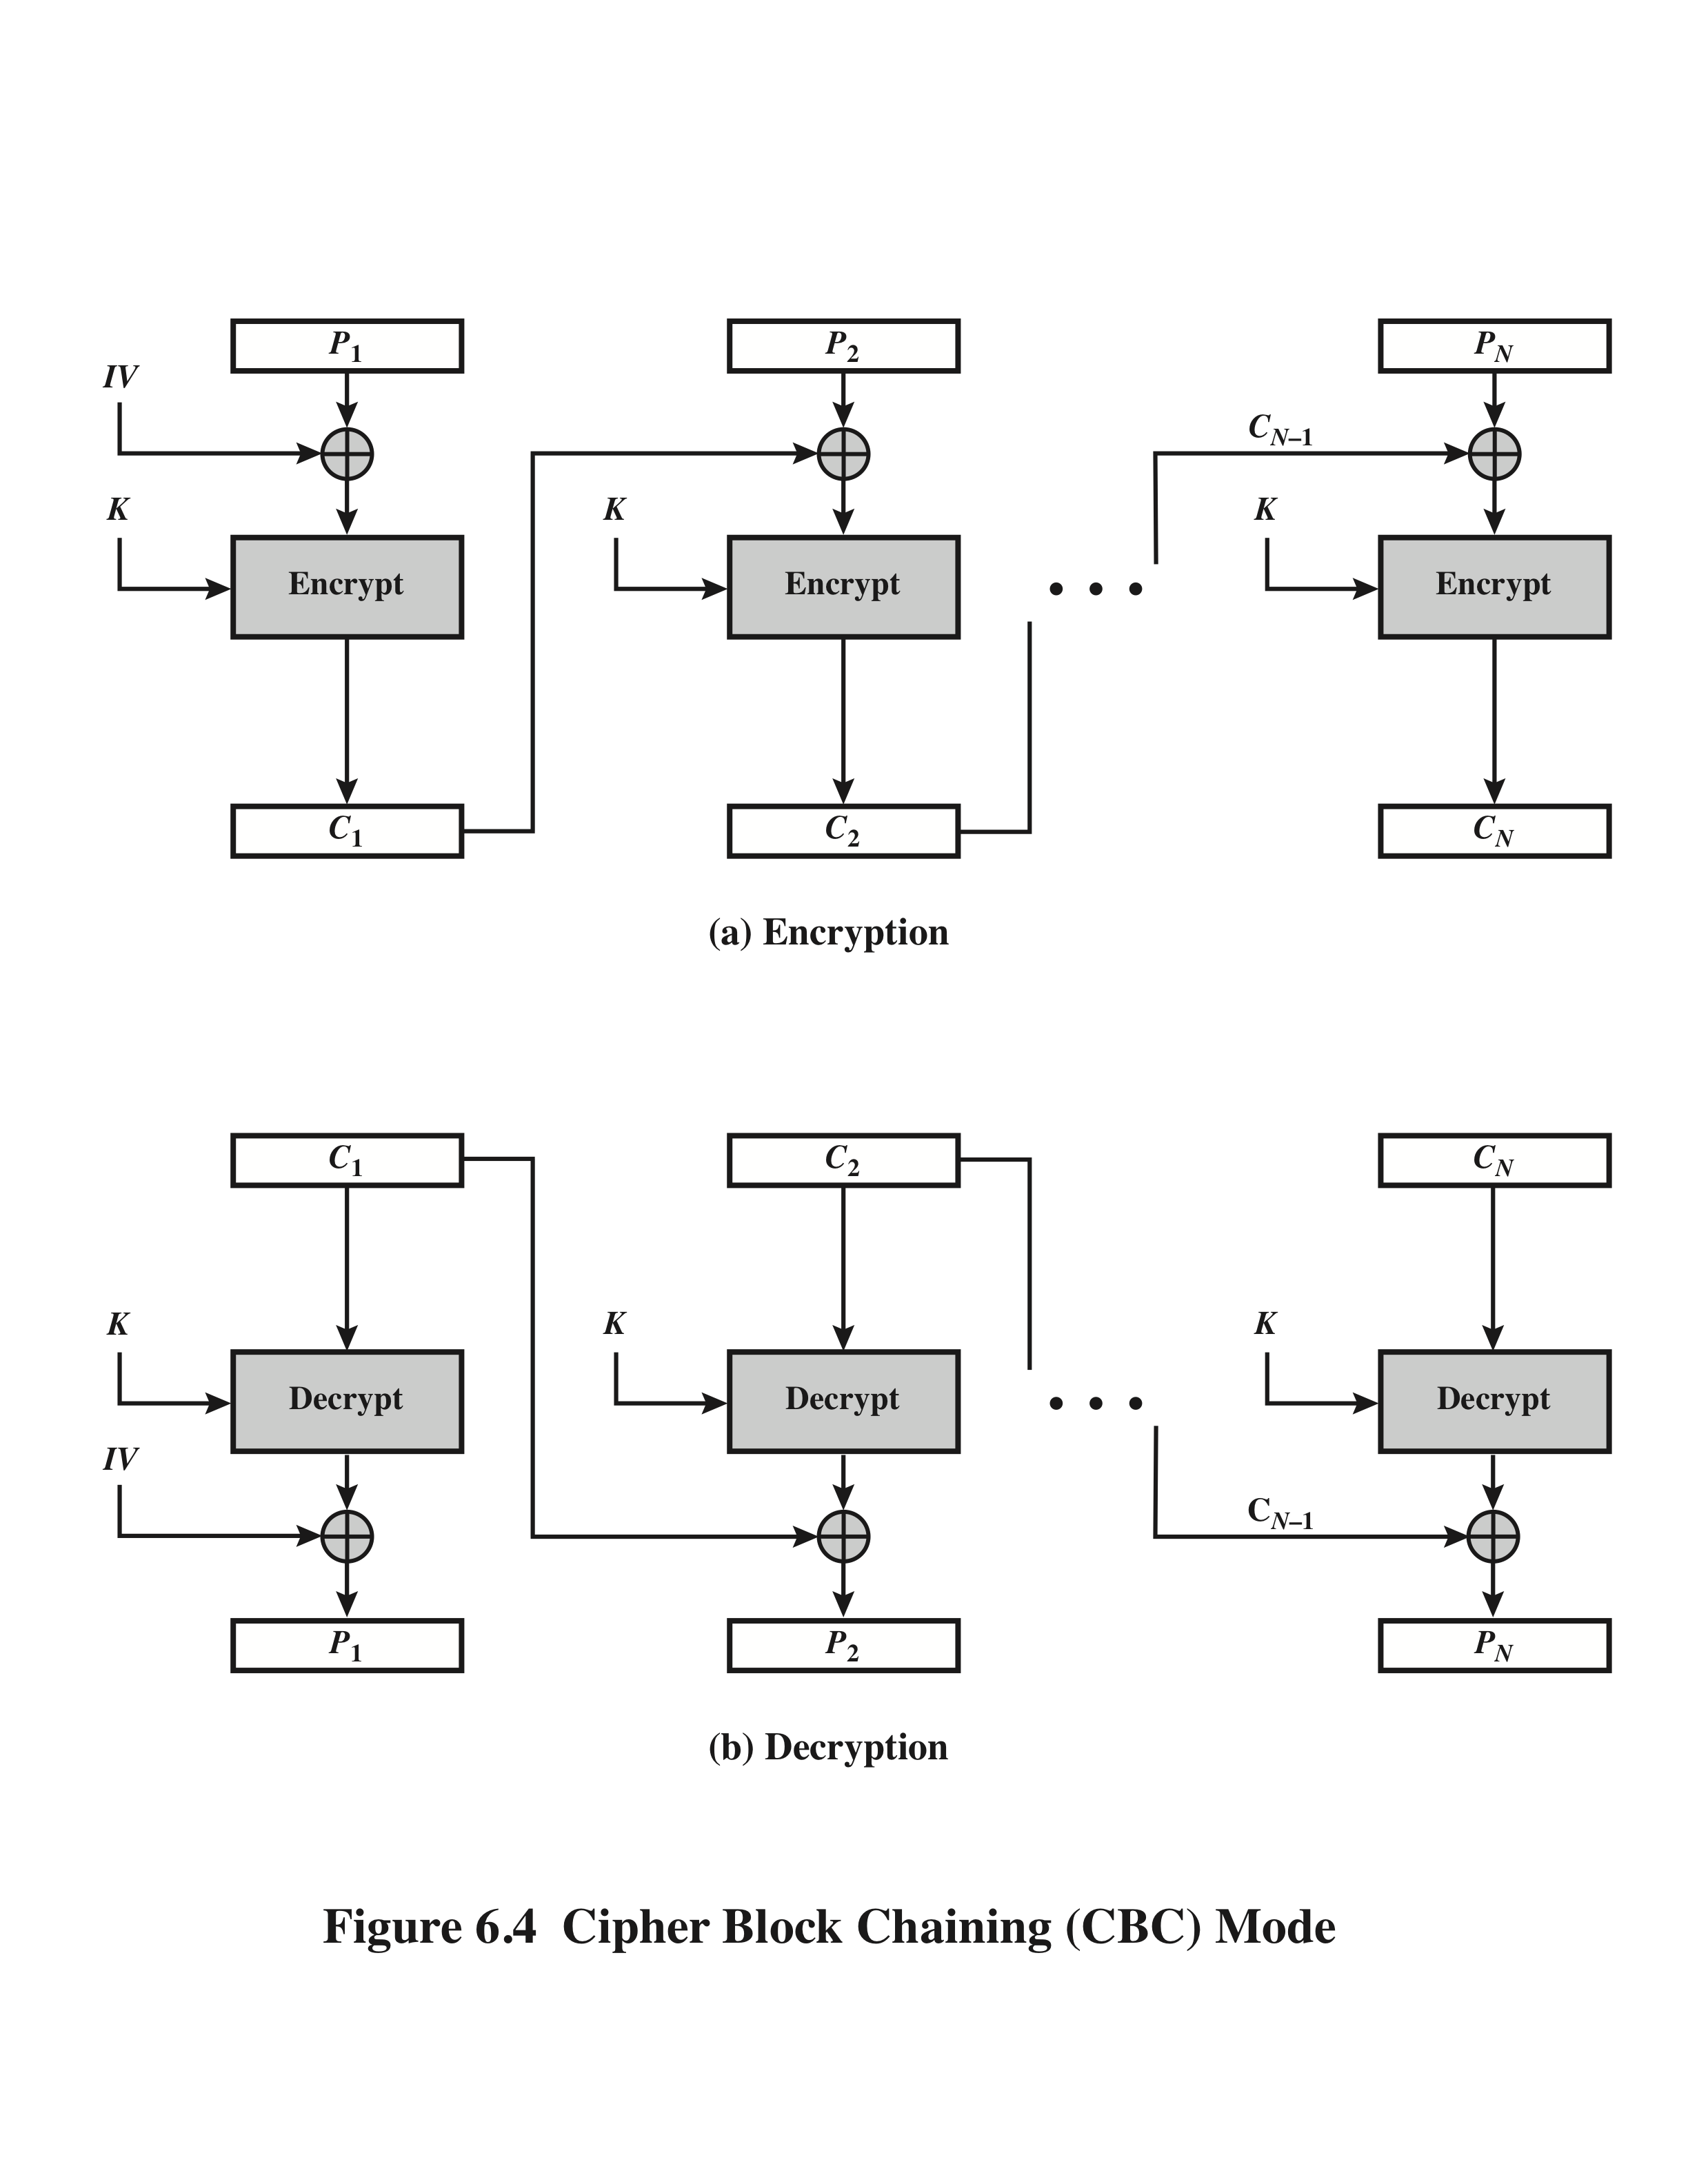 P1 P2 PN
IV
CN–1
K K K
Encrypt Encrypt Encrypt
• • •
C1 C2 CN
(a) Encryption
C1 C2 CN
K K K
Decrypt Decrypt Decrypt
• • •
IV
CN–1
P1 P2 PN
(b) Decryption
Figure 6.4 Cipher Block Chaining (CBC) Mode